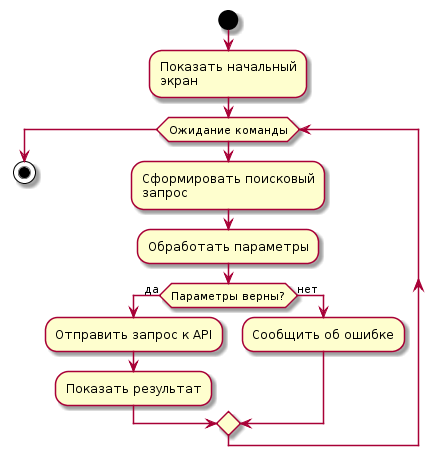 Показать начальный
экран
Ожидание команды
Сформировать поисковый
запрос
Обработать параметры
да
Параметры верны?
нет
Отправить запрос к API
Сообщить об ошибке
Показать результат